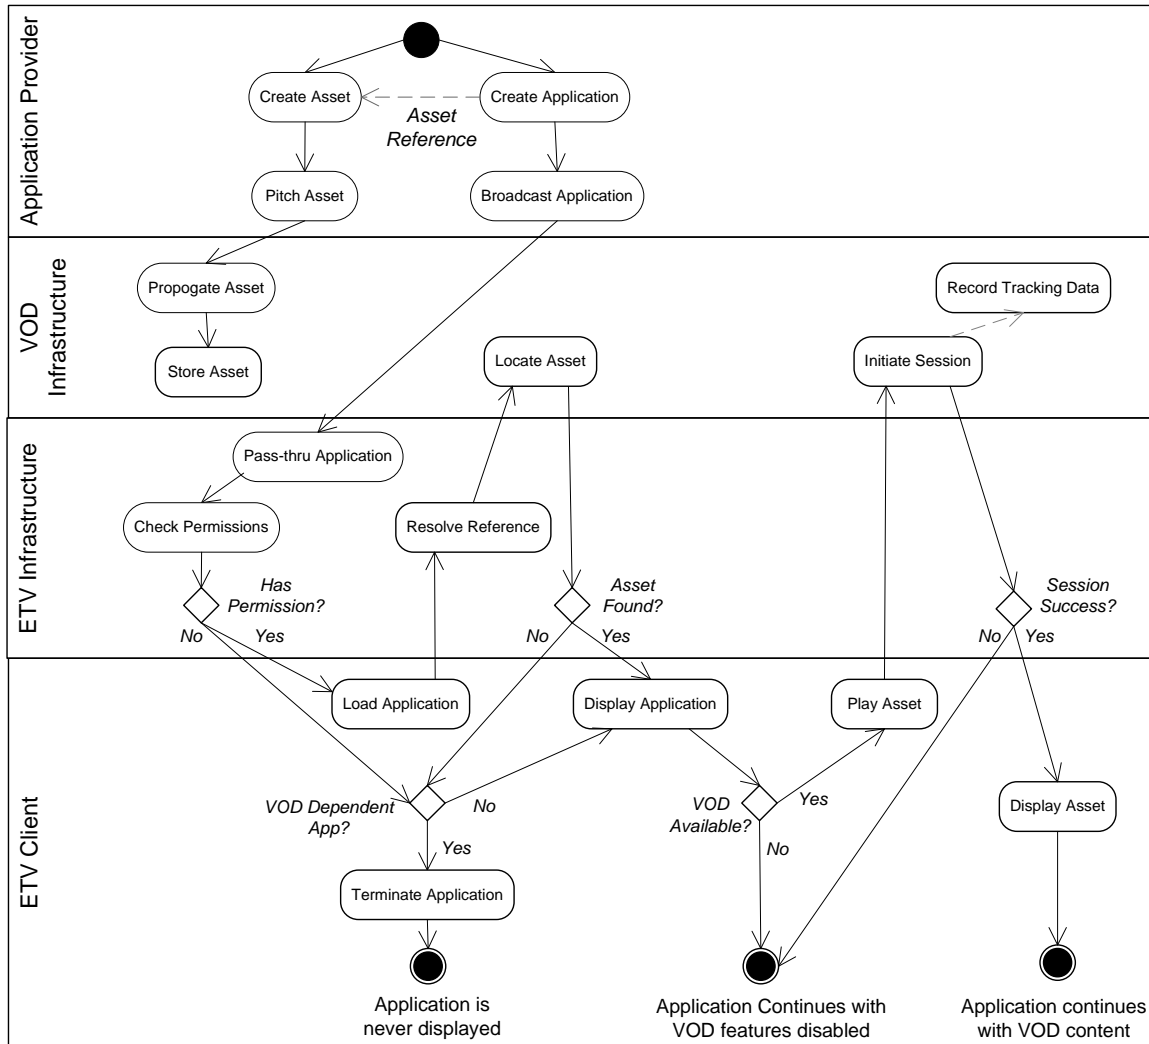 Application Provider
Create Asset
Create Application
Asset
Reference
Pitch Asset
Broadcast Application
VOD
Infrastructure
Propogate Asset
Record Tracking Data
Store Asset
Locate Asset
Initiate Session
ETV Infrastructure
Pass-thru Application
Check Permissions
Resolve Reference
Has
Permission?
Asset
Found?
Session
Success?
No
Yes
Yes
No
Yes
ETV Client
Load Application
Display Application
Play Asset
VOD Dependent
App?
No
Yes
VOD
Available?
Yes
No
Display Asset
Terminate Application
Application is
never displayed
Application Continues with
VOD features disabled
Application continues
with VOD content
No